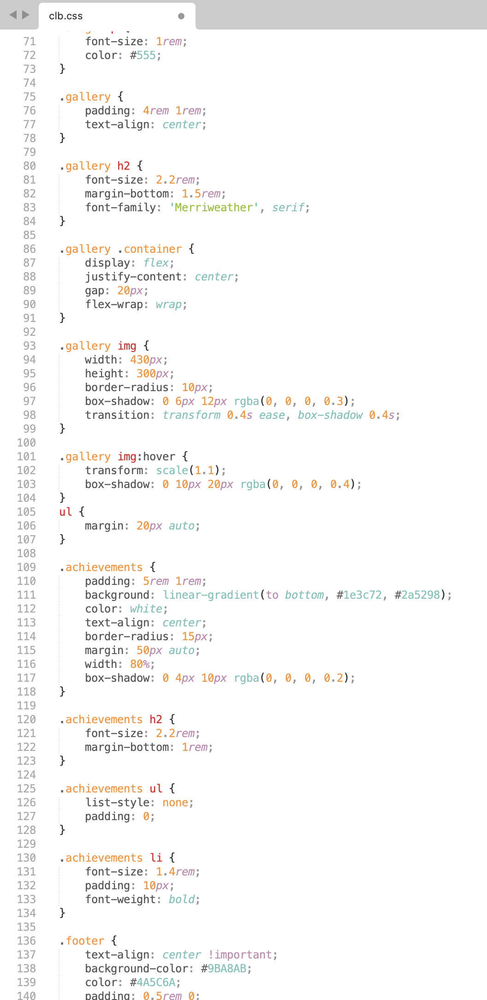 clb.css
71 font-size: 1rem;
72 color: #555;
73 }
74
75 .gallery {
76 padding: 4rem 1rem;
77 text-align: center;
78 }
79
80 .gallery h2 {
81 font-size: 2.2rem;
82 margin-bottom: 1.5rem;
83 font-family: 'Merriweather', serif;
84 }
85
86 .gallery .container {
87 display: flex;
88 justify-content: center;
89 gap: 20px;
90 flex-wrap: wrap;
91 }
92
93 .gallery img {
94 width: 430px;
95 height: 300px;
96 border-radius: 10px;
97 box-shadow: 0 6px 12px rgba(0, 0, 0, 0.3);
98 transition: transform 0.4s ease, box-shadow 0.4s;
99 }
100
101 .gallery img:hover {
102 transform: scale(1.1);
103 box-shadow: 0 10px 20px rgba(0, 0, 0, 0.4);
104 }
105 ul {
106 margin: 20px auto;
107 }
108
109 .achievements {
110 padding: 5rem 1rem;
111 background: linear-gradient(to bottom, #1e3c72, #2a5298);
112 color: white;
113 text-align: center;
114 border-radius: 15px;
115 margin: 50px auto;
116 width: 80%;
117 box-shadow: 0 4px 10px rgba(0, 0, 0, 0.2);
118 }
119
120 .achievements h2 {
121 font-size: 2.2rem;
122 margin-bottom: 1rem;
123 }
124
125 .achievements ul {
126 list-style: none;
127 padding: 0;
128 }
129
130 .achievements li {
131 font-size: 1.4rem;
132 padding: 10px;
133 font-weight: bold;
134 }
135
136 .footer {
137 text-align: center !important;
138 background-color: #9BA8AB;
139 color: #4A5C6A;
140 padding: 0.5rem 0;